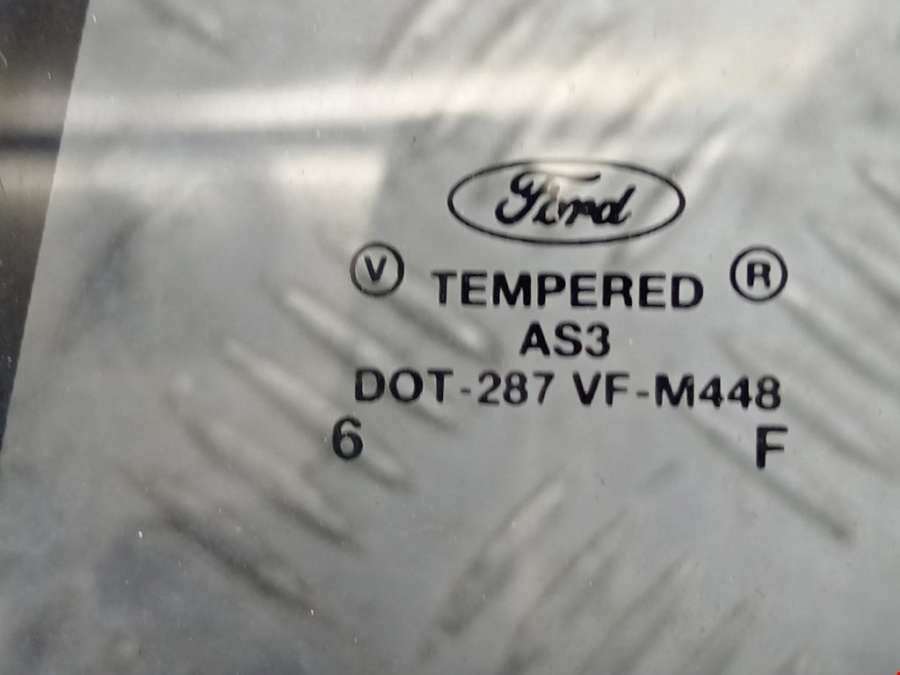 Ford
V TEMPERED R
AS3
DOT-287 VF-M448
6 F